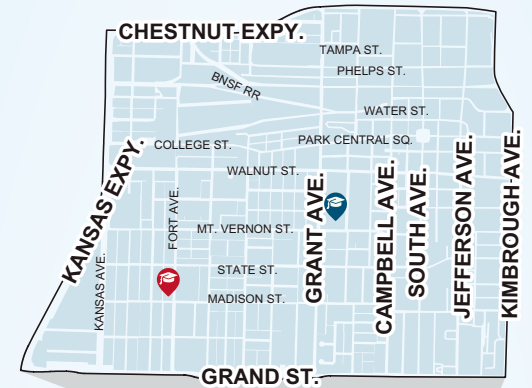 CHESTNUT EXPY.
TAMPA ST.
PHELPS ST.
BNSF RR
WATER ST.
COLLEGE ST.
PARK CENTRAL SQ.
WALNUT ST.
KANSAS EXPY.
FORT AVE.
GRANT AVE.
CAMPBELL AVE.
SOUTH AVE.
JEFFERSON AVE.
KIMBROUGH AVE.
MT. VERNON ST.
KANSAS AVE.
STATE ST.
MADISON ST.
GRAND ST.